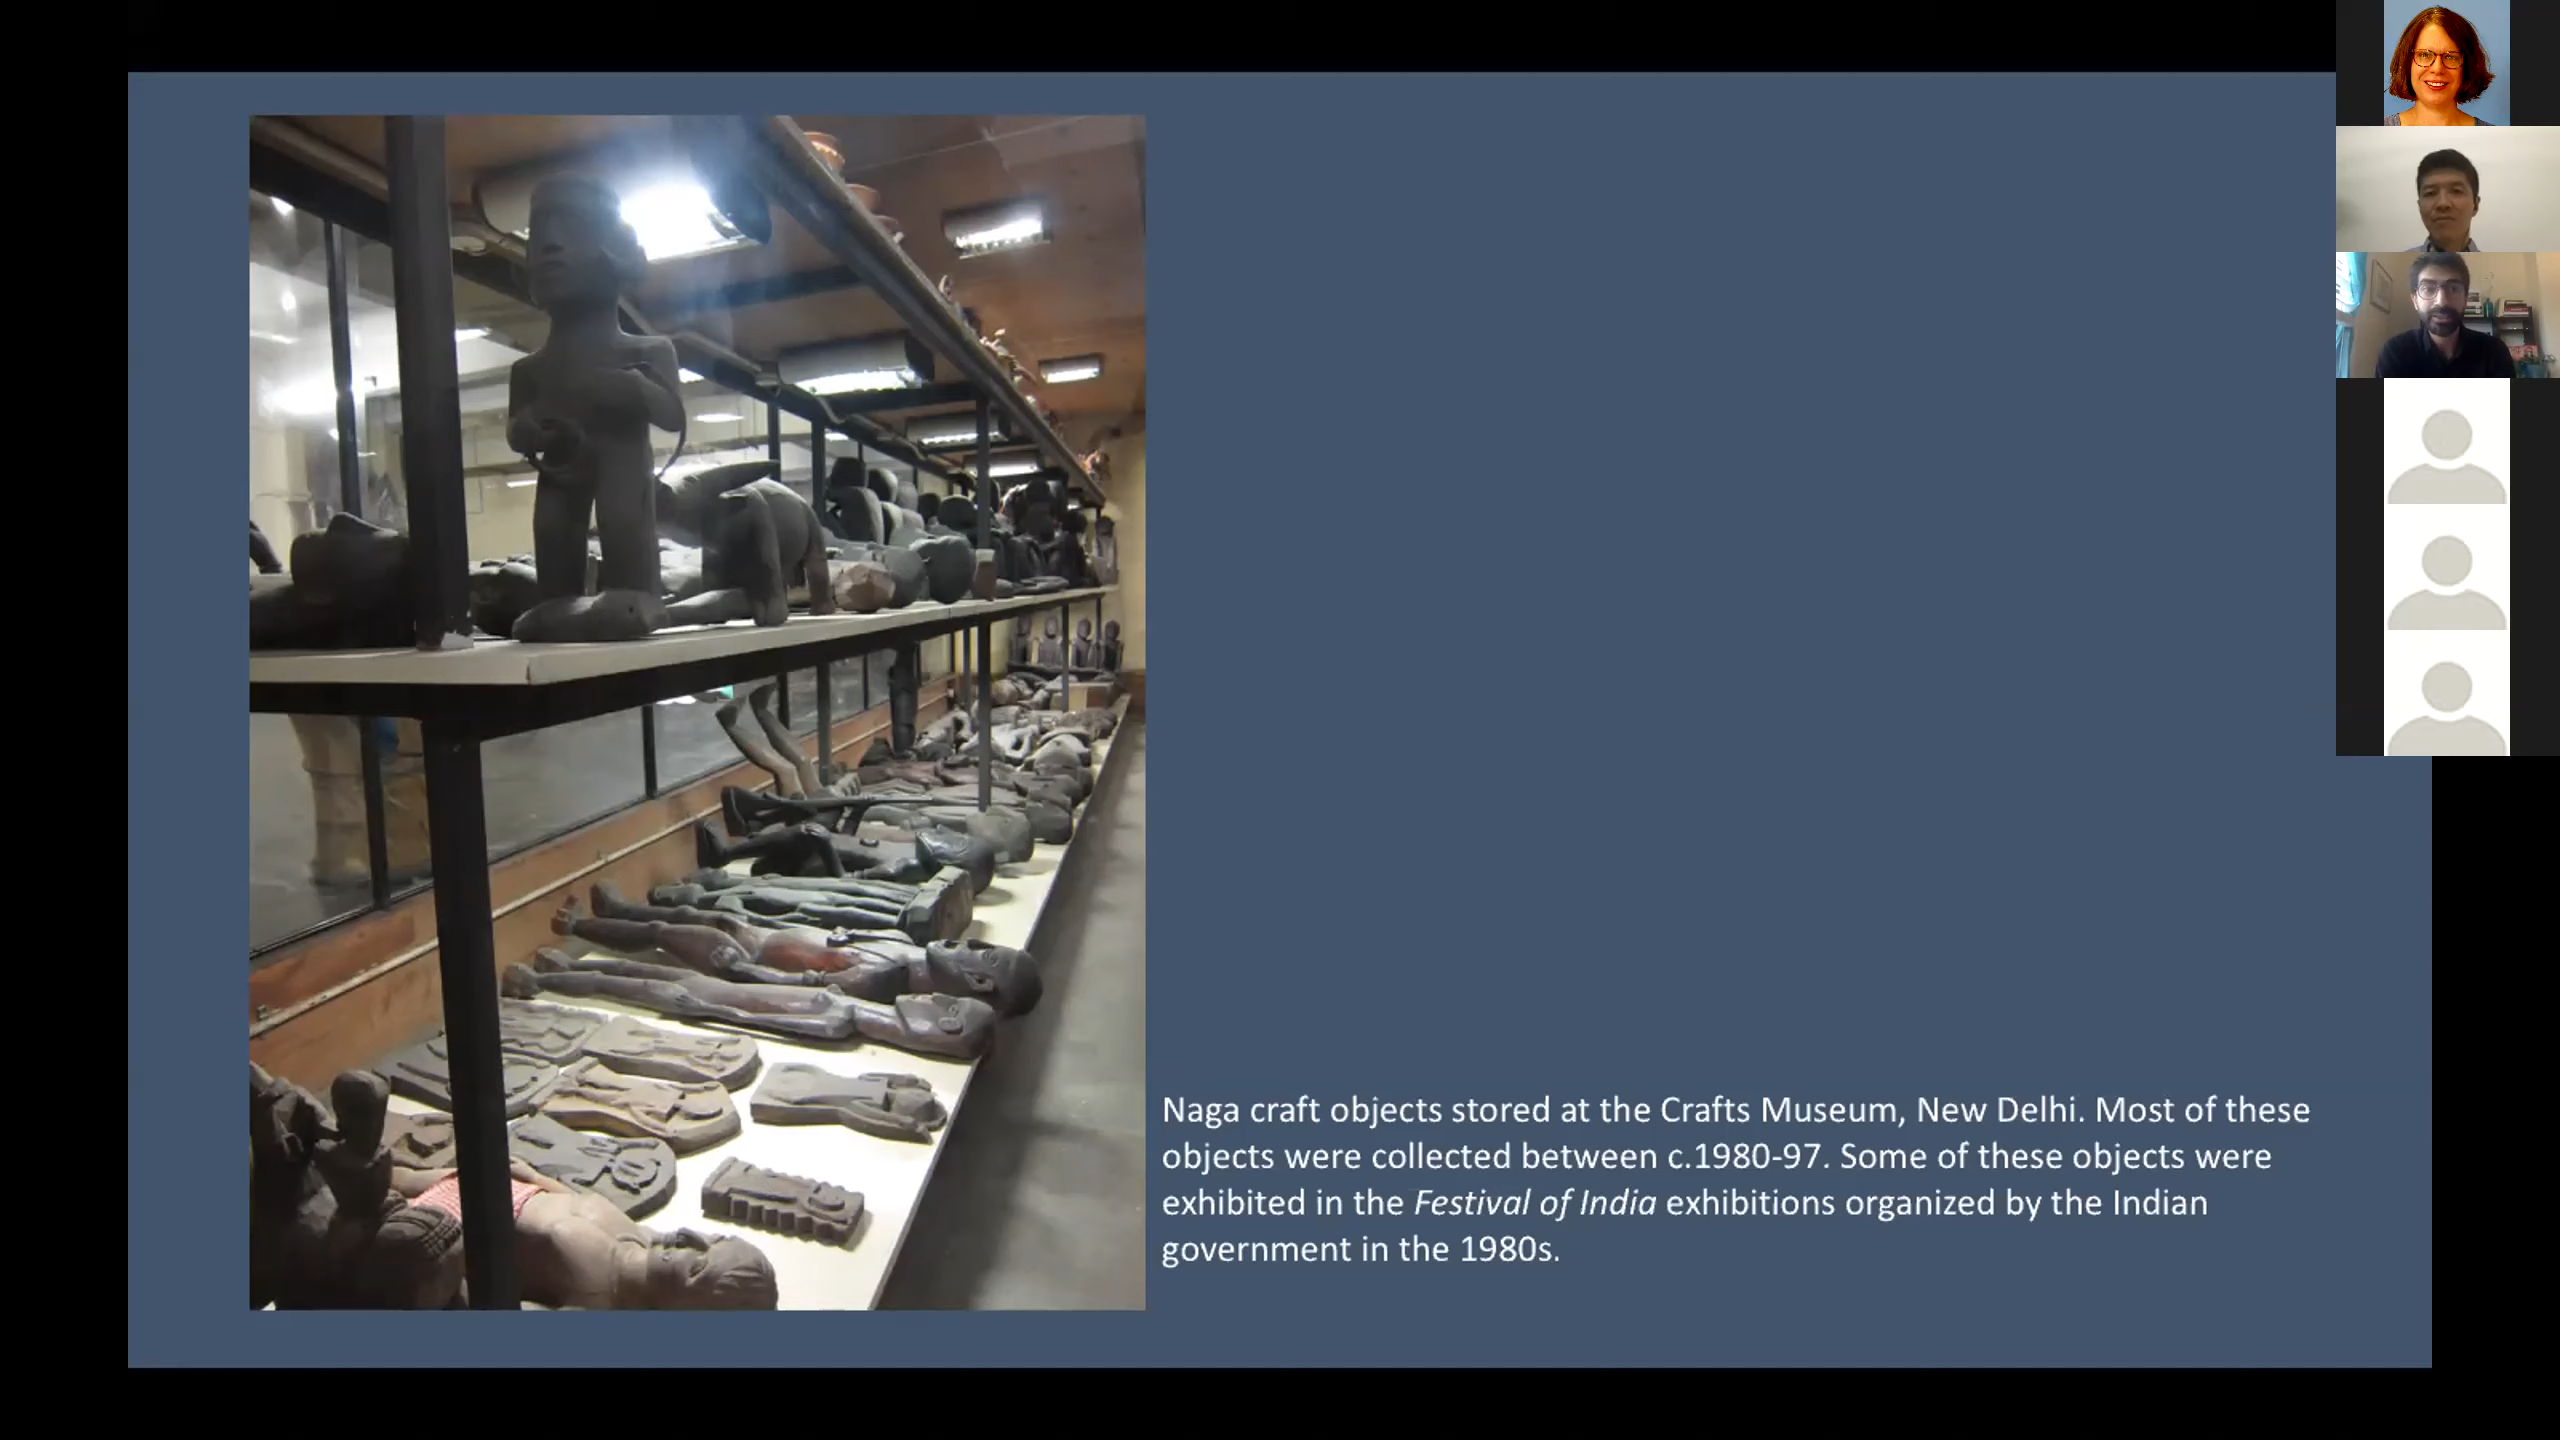 Naga craft objects stored at the Crafts Museum, New Delhi. Most of these
objects were collected between c.1980-97. Some of these objects were
exhibited in the Festival of India exhibitions organized by the Indian
government in the 1980s.